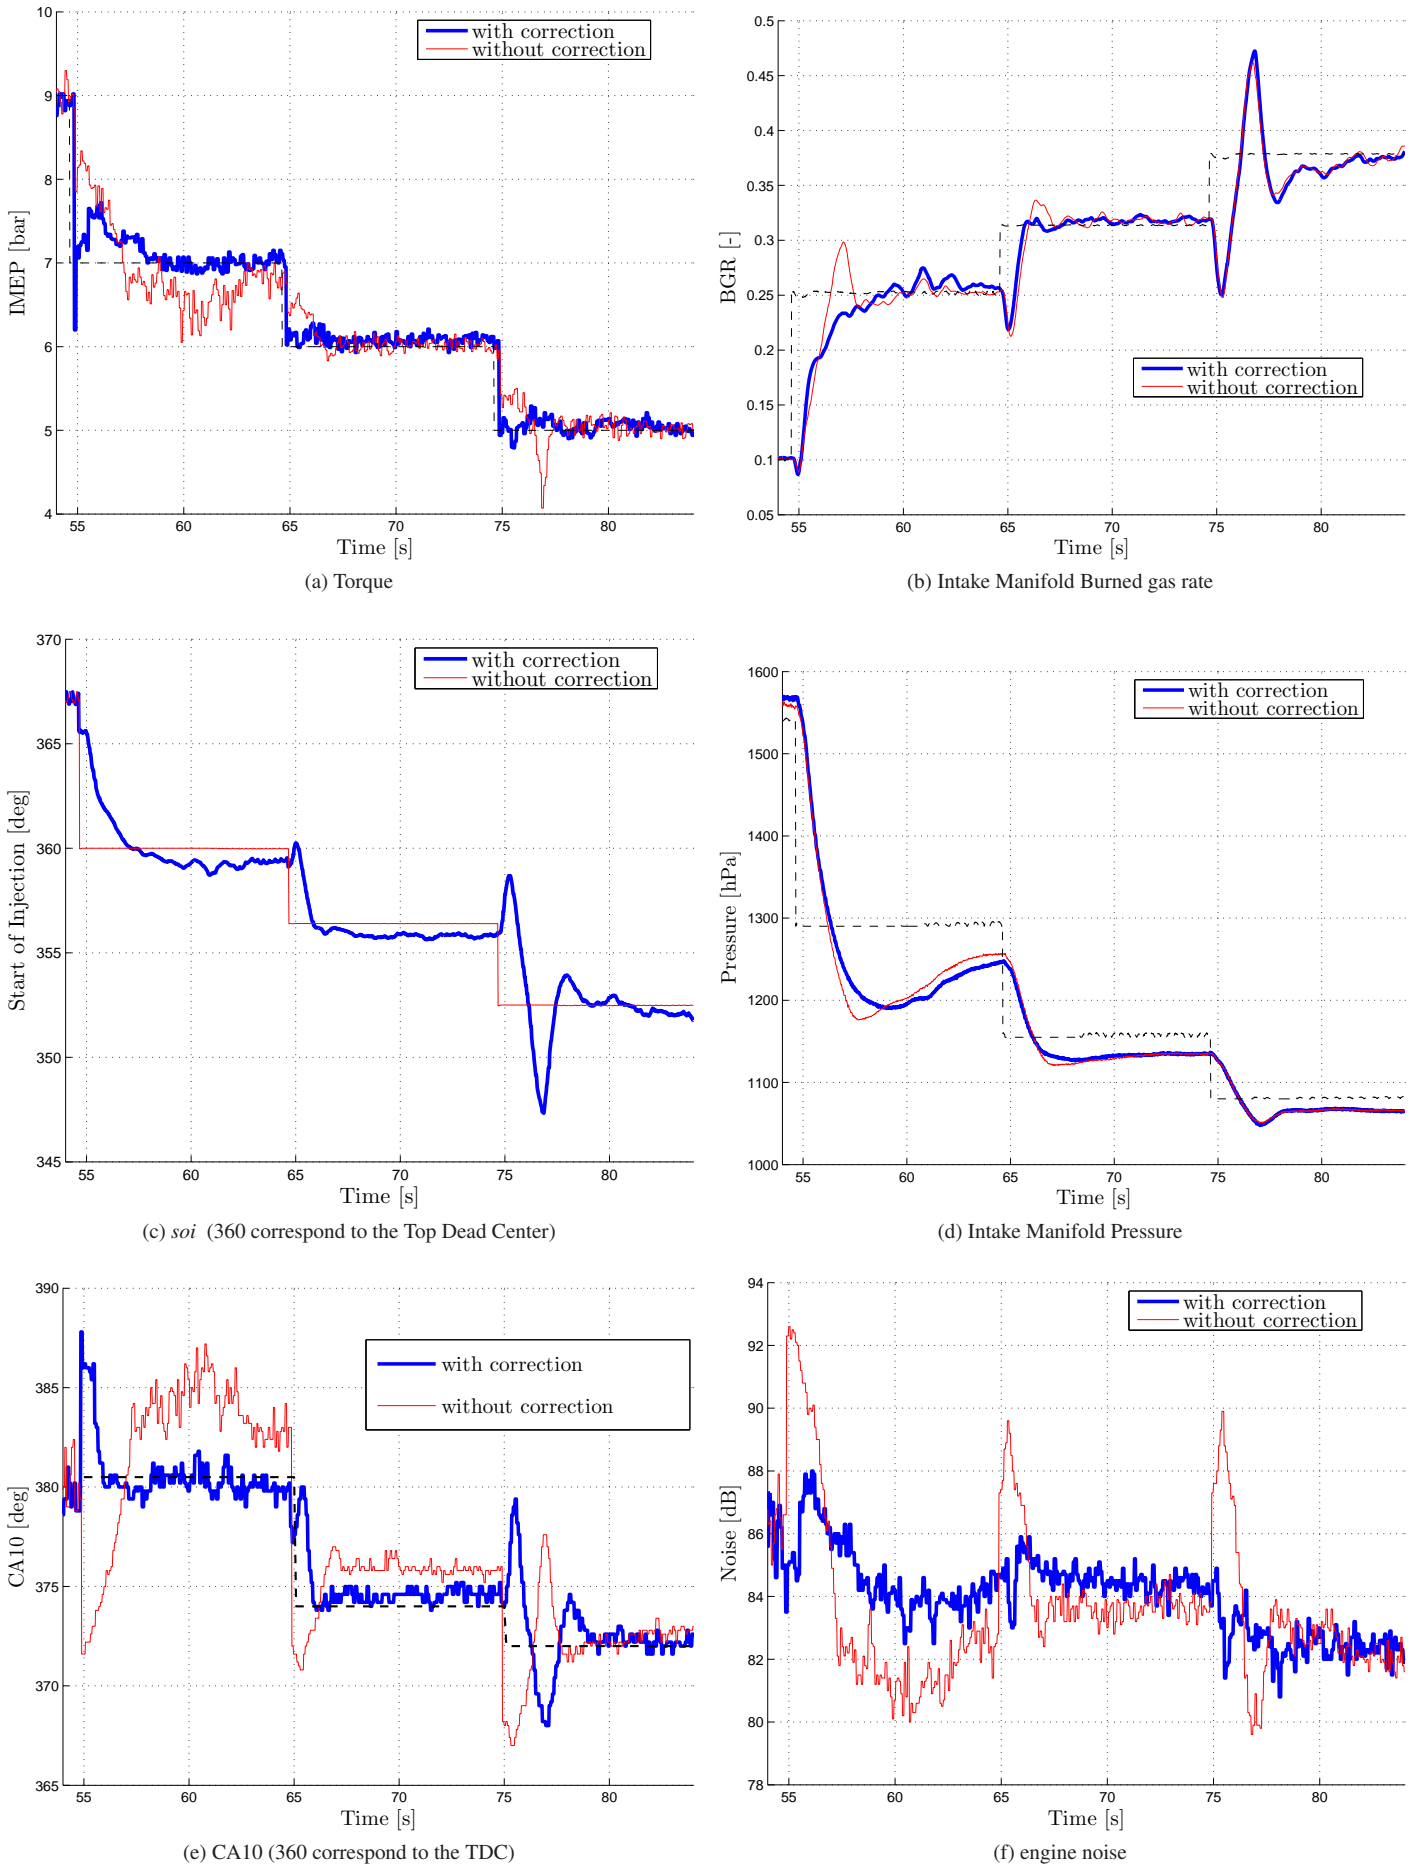 10
9
8
7
6
5
4
IMEP [bar]
with correction
without correction
55
60
65
70
75
80
Time [s]
(a) Torque
0.5
0.45
0.4
0.35
0.3
0.25
0.2
0.15
0.1
0.05
BGR [-]
with correction
without correction
55
60
65
70
75
80
Time [s]
(b) Intake Manifold Burned gas rate
370
365
360
355
350
345
Start of Injection [deg]
with correction
without correction
55
60
65
70
75
80
Time [s]
(c) soi (360 correspond to the Top Dead Center)
1600
1500
1400
1300
1200
1100
1000
Pressure [hPa]
with correction
without correction
55
60
65
70
75
80
Time [s]
(d) Intake Manifold Pressure
390
385
380
375
370
365
CA10 [deg]
with correction
without correction
55
60
65
70
75
80
Time [s]
(e) CA10 (360 correspond to the TDC)
94
92
90
88
86
84
82
80
78
Noise [dB]
with correction
without correction
55
60
65
70
75
80
Time [s]
(f) engine noise